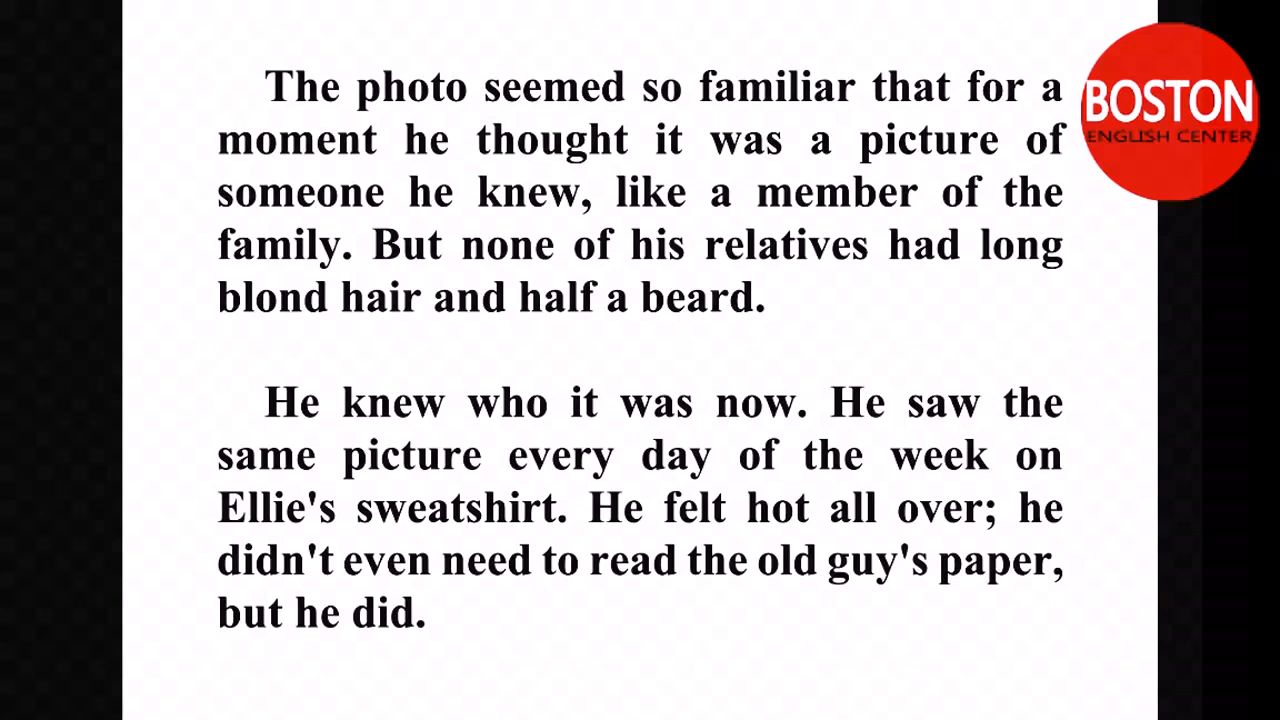 The photo seemed so familiar that for a
moment he thought it was a picture of
someone he knew, like a member of the
family. But none of his relatives had long
blond hair and half a beard.
He knew who it was now. He saw the
same picture every day of the week on
Ellie's sweatshirt. He felt hot all over; he
didn't even need to read the old guy's paper,
but he did.
BOSTON
ENGLISH CENTER